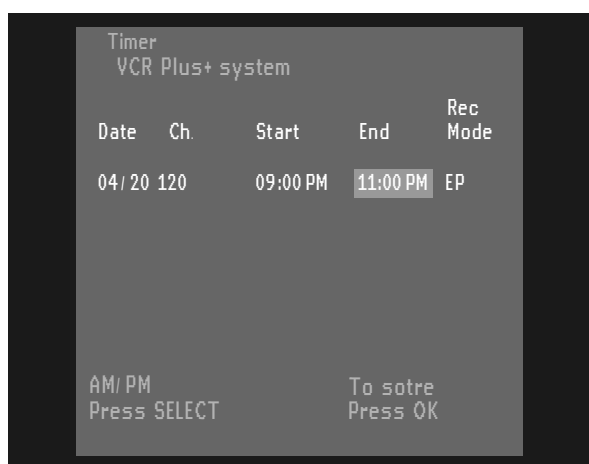 Timer
VCR Plus+ system
Rec
Date Ch. Start End Mode
04/20 120 09:00 PM 11:00 PM EP
AM/PM To sotre
Press SELECT Press OK